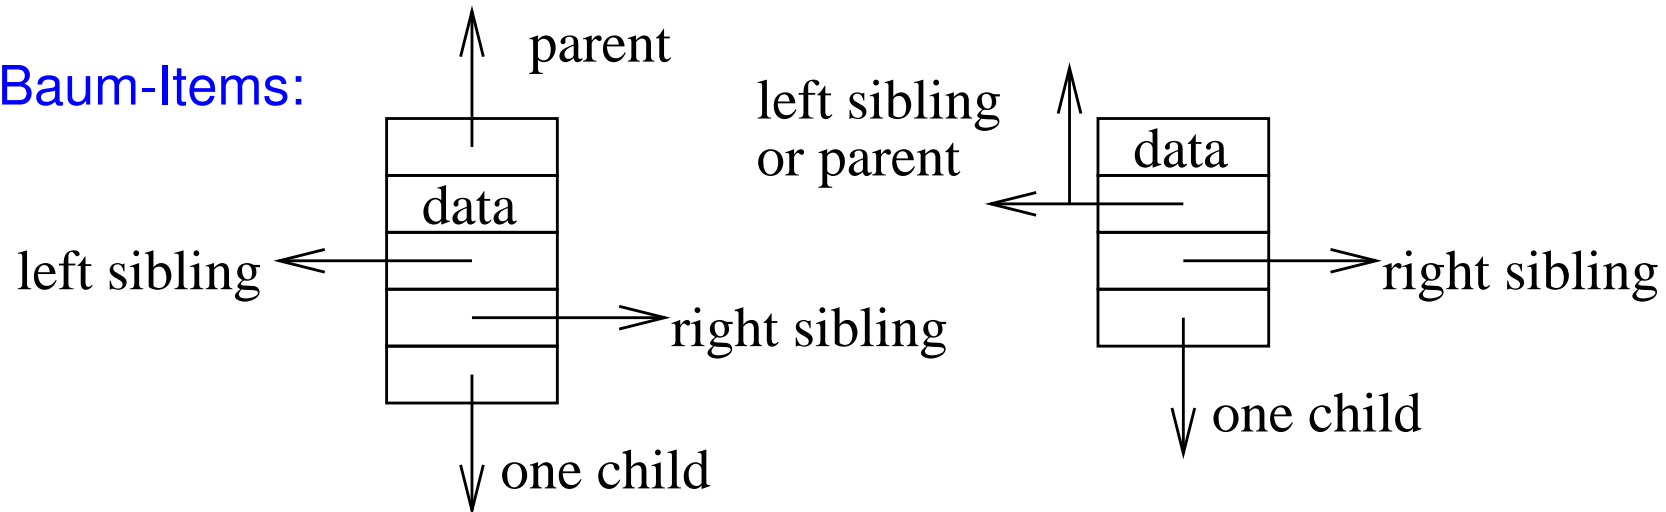 Baum-Items:
parent
data
left sibling
right sibling
one child
left sibling
or parent
data
right sibling
one child